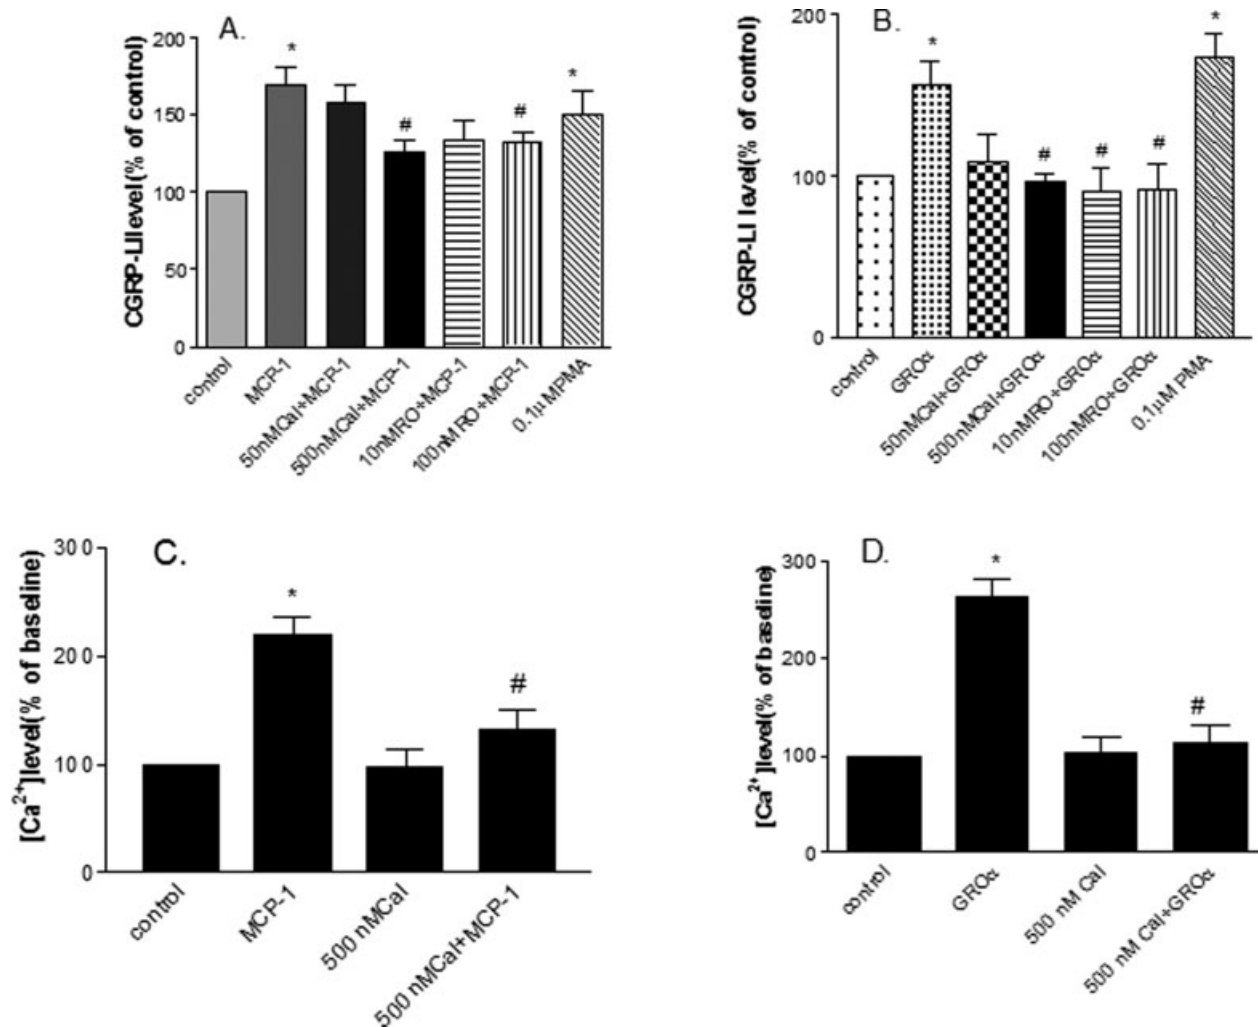 A.
CGRP-LI level(% of control)
200
150
100
50
0
*
#
#
*
control
MCP-1
50nMCal+MCP-1
500nMCal+MCP-1
10nMRO+MCP-1
100nMRO+MCP-1
0.1μMPMA
B.
CGRP-LI level(% of control)
200
100
0
*
#
#
#
*
control
GROα
50nMCal+GROα
500nMCal+GROα
10nMRO+GROα
100nMRO+GROα
0.1μM PMA
C.
[Ca2+]level(% of baseline)
300
200
100
0
*
#
control
MCP-1
500 nMCal
500 nMCal+MCP-1
D.
[Ca2+]level(% of baseline)
300
200
100
0
*
#
control
GROα
500 nM Cal
500 nM Cal+GROα